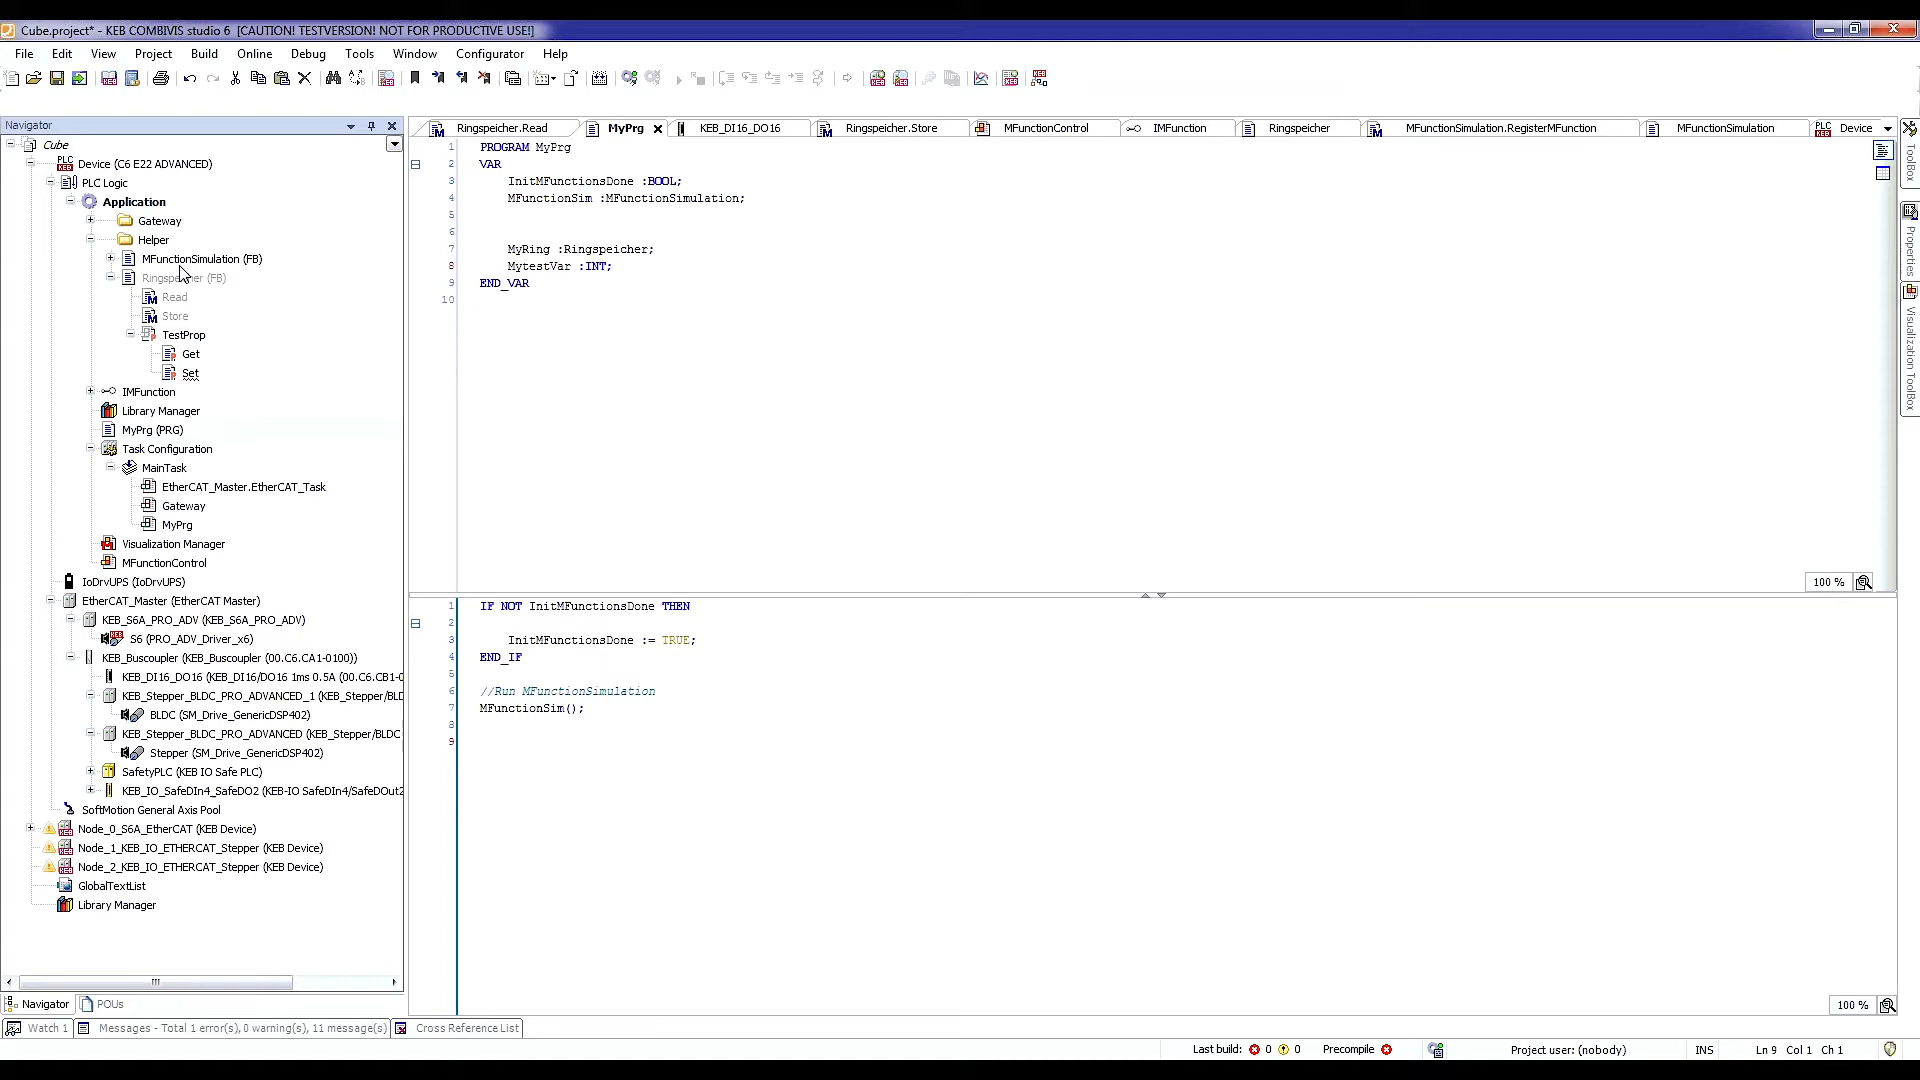 Cube.project* - KEB COMBIVIS studio 6 [CAUTION! TESTVERSION! NOT FOR PRODUCTIVE USE!]
File Edit View Project Build Online Debug Tools Window Configurator Help
Navigator
Ringspeicher.Read MyPrg KEB_DI16_DO16 Ringspeicher.Store MFunctionControl IMFunction Ringspeicher MFunctionSimulation.RegisterMFunction MFunctionSimulation PLC Device
Cube
Device (C6 E22 ADVANCED)
PLC Logic
Application
Gateway
Helper
MFunctionSimulation (FB)
Ringspeicher (FB)
Read
Store
TestProp
Get
Set
IMFunction
Library Manager
MyPrg (PRG)
Task Configuration
MainTask
EtherCAT_Master.EtherCAT_Task
Gateway
MyPrg
Visualization Manager
MFunctionControl
IoDrvUPS (IoDrvUPS)
EtherCAT_Master (EtherCAT Master)
KEB_S6A_PRO_ADV (KEB_S6A_PRO_ADV)
S6 (PRO_ADV_Driver_x6)
KEB_Buscoupler (KEB_Buscoupler (00.C6.CA1-0100))
KEB_DI16_DO16 (KEB_DI16/DO16 1ms 0.5A (00.C6.CB1-0
KEB_Stepper_BLDC_PRO_ADVANCED_1 (KEB_Stepper/BLD
BLDC (SM_Drive_GenericDSP402)
KEB_Stepper_BLDC_PRO_ADVANCED (KEB_Stepper/BLDC
Stepper (SM_Drive_GenericDSP402)
SafetyPLC (KEB IO Safe PLC)
KEB_IO_SafeDIn4_SafeDO2 (KEB-IO SafeDIn4/SafeDOut2
SoftMotion General Axis Pool
Node_0_S6A_EtherCAT (KEB Device)
Node_1_KEB_IO_ETHERCAT_Stepper (KEB Device)
Node_2_KEB_IO_ETHERCAT_Stepper (KEB Device)
GlobalTextList
Library Manager
Navigator POUs
1 PROGRAM MyPrg
2 VAR
3 InitMFunctionsDone :BOOL;
4 MFunctionSim :MFunctionSimulation;
5
6
7 MyRing :Ringspeicher;
8 MytestVar :INT;
9 END_VAR
10
100 %
1 IF NOT InitMFunctionsDone THEN
2
3 InitMFunctionsDone := TRUE;
4 END_IF
5
6 //Run MFunctionSimulation
7 MFunctionSim();
8
9
100 %
ToolBox
Properties
Visualization ToolBox
Watch 1 Messages - Total 1 error(s), 0 warning(s), 11 message(s) Cross Reference List
Last build: 0 0 Precompile Project user: (nobody) INS Ln 9 Col 1 Ch 1